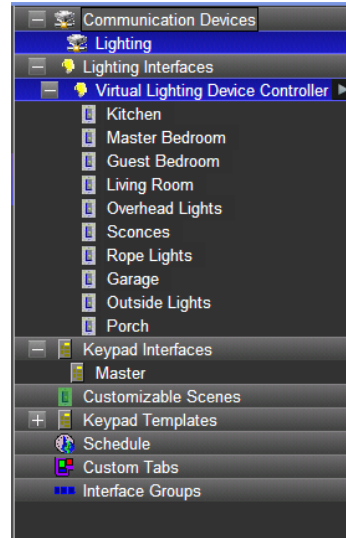 Communication Devices
Lighting
Lighting Interfaces
Virtual Lighting Device Controller
Kitchen
Master Bedroom
Guest Bedroom
Living Room
Overhead Lights
Sconces
Rope Lights
Garage
Outside Lights
Porch
Keypad Interfaces
Master
Customizable Scenes
Keypad Templates
Schedule
Custom Tabs
Interface Groups